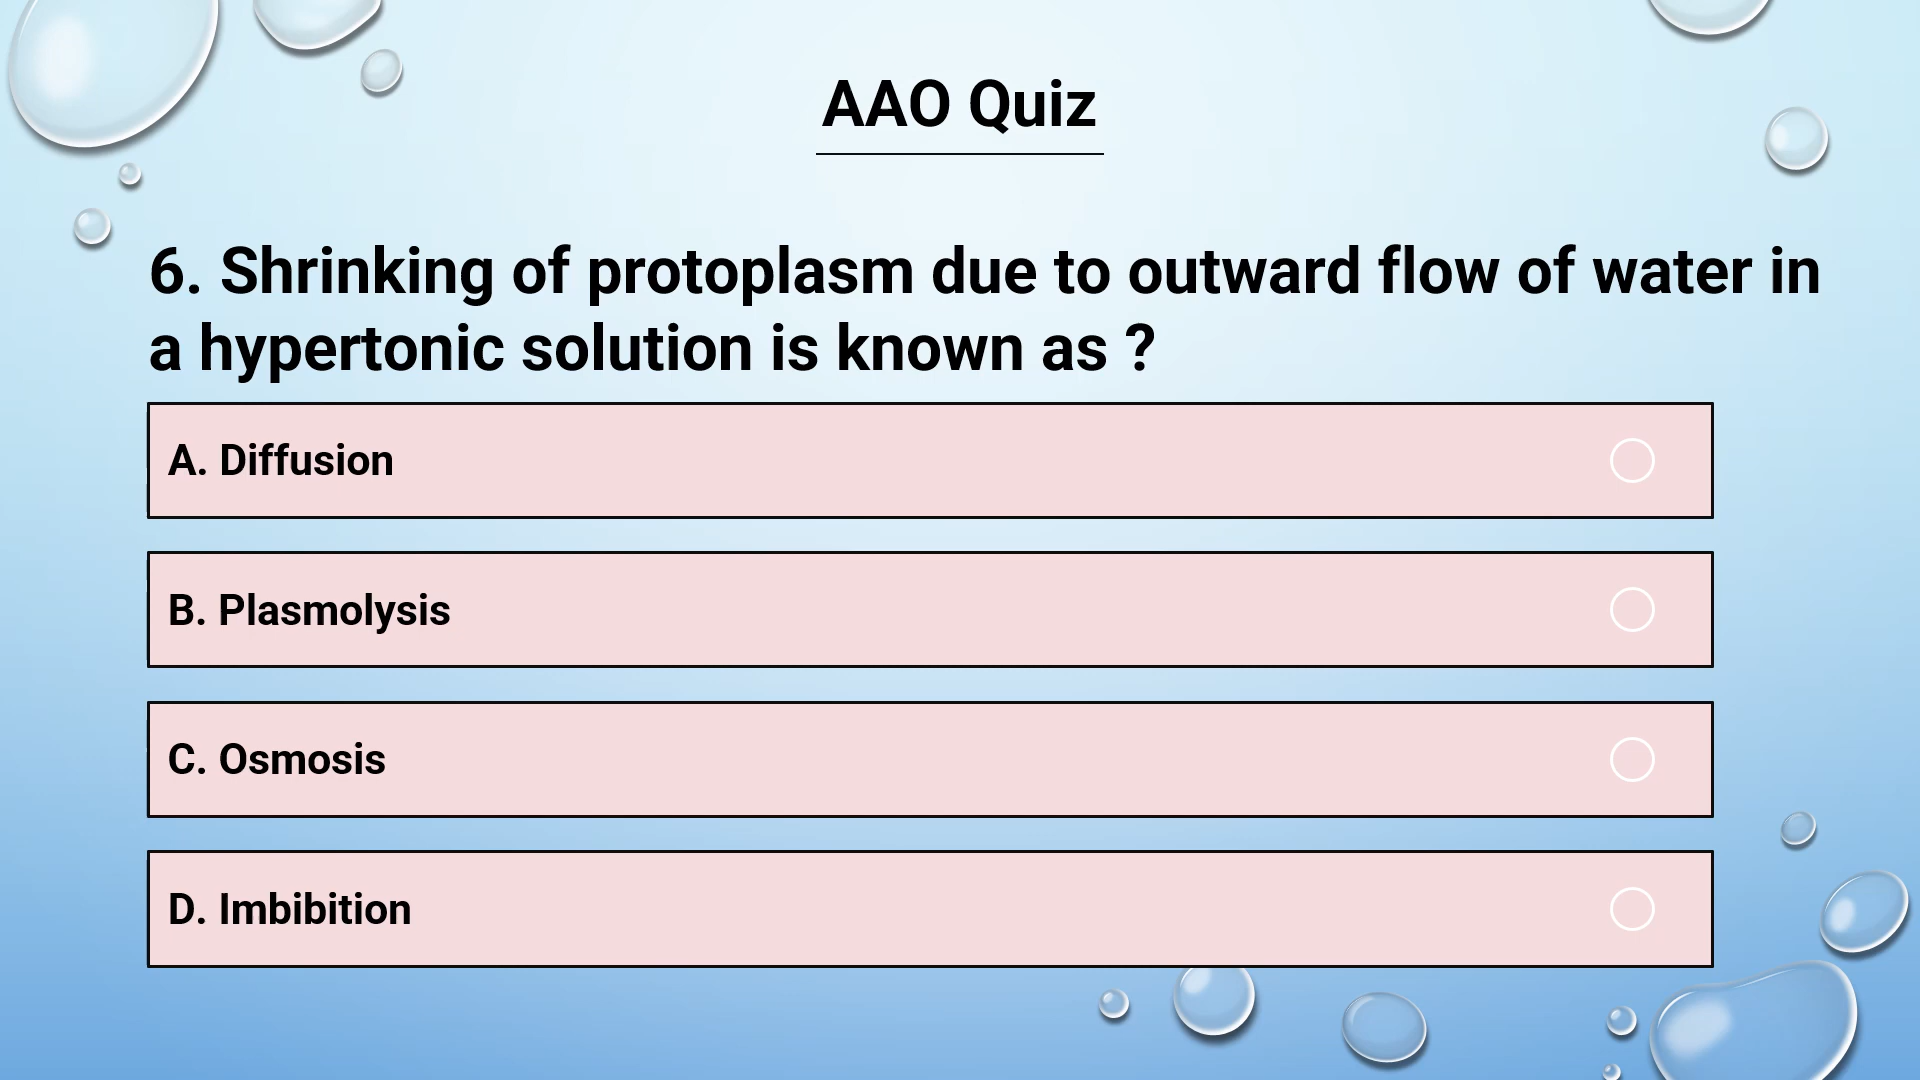 AAO Quiz
6. Shrinking of protoplasm due to outward flow of water in
a hypertonic solution is known as ?
A. Diffusion
B. Plasmolysis
C. Osmosis
D. Imbibition